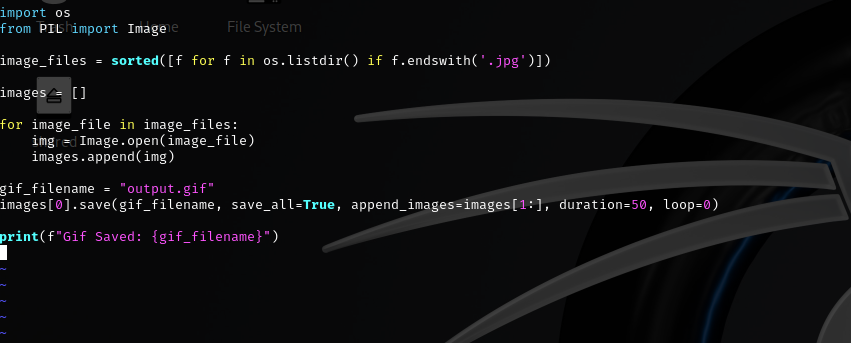 import os
from PIL import Image
Home
File System
image_files = sorted([f for f in os.listdir() if f.endswith('.jpg')])
images = []
for image_file in image_files:
    img = Image.open(image_file)
    images.append(img)
gif_filename = "output.gif"
images[0].save(gif_filename, save_all=True, append_images=images[1:], duration=50, loop=0)
print(f"Gif Saved: {gif_filename}")
~
~
~
~
~